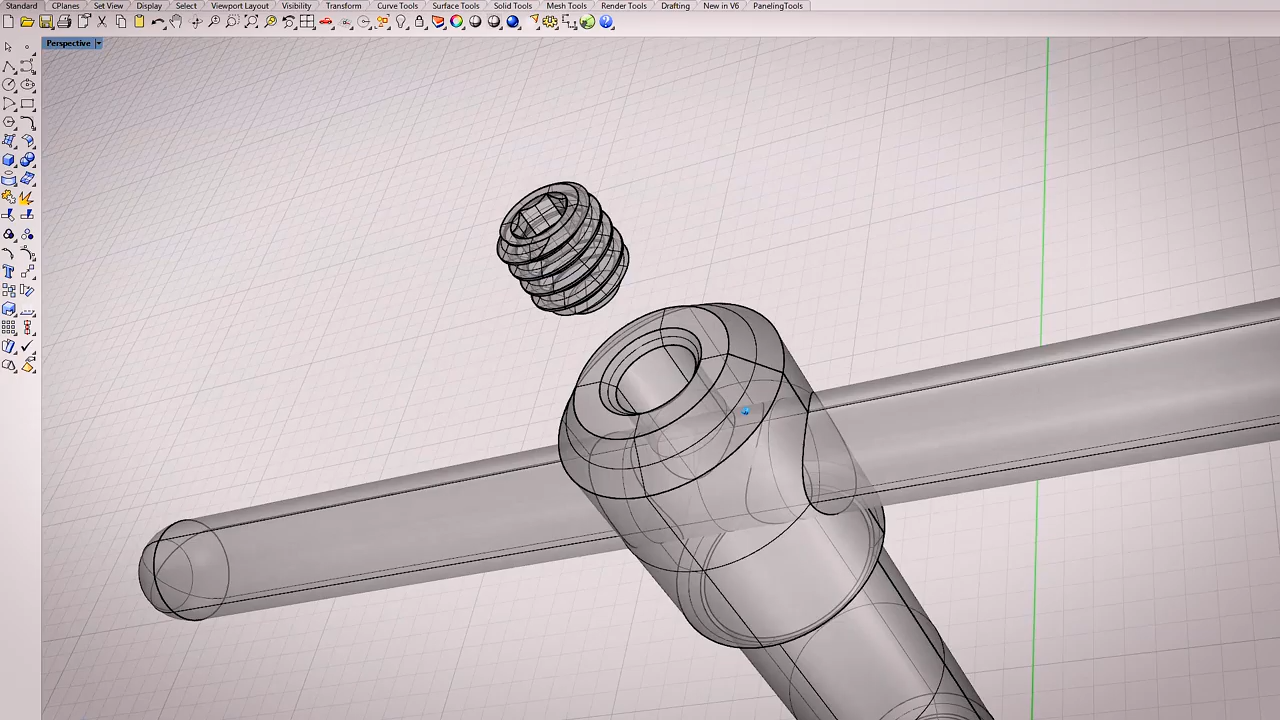 Standard CPlanes Set View Display Select Viewport Layout Visibility Transform Curve Tools Surface Tools Solid Tools Mesh Tools Render Tools Drafting New in V6 PanelingTools
Perspective